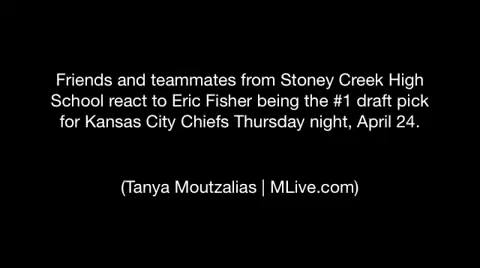 Friends and teammates from Stoney Creek High
School react to Eric Fisher being the #1 draft pick
for Kansas City Chiefs Thursday night, April 24.
(Tanya Moutzalias | MLive.com)